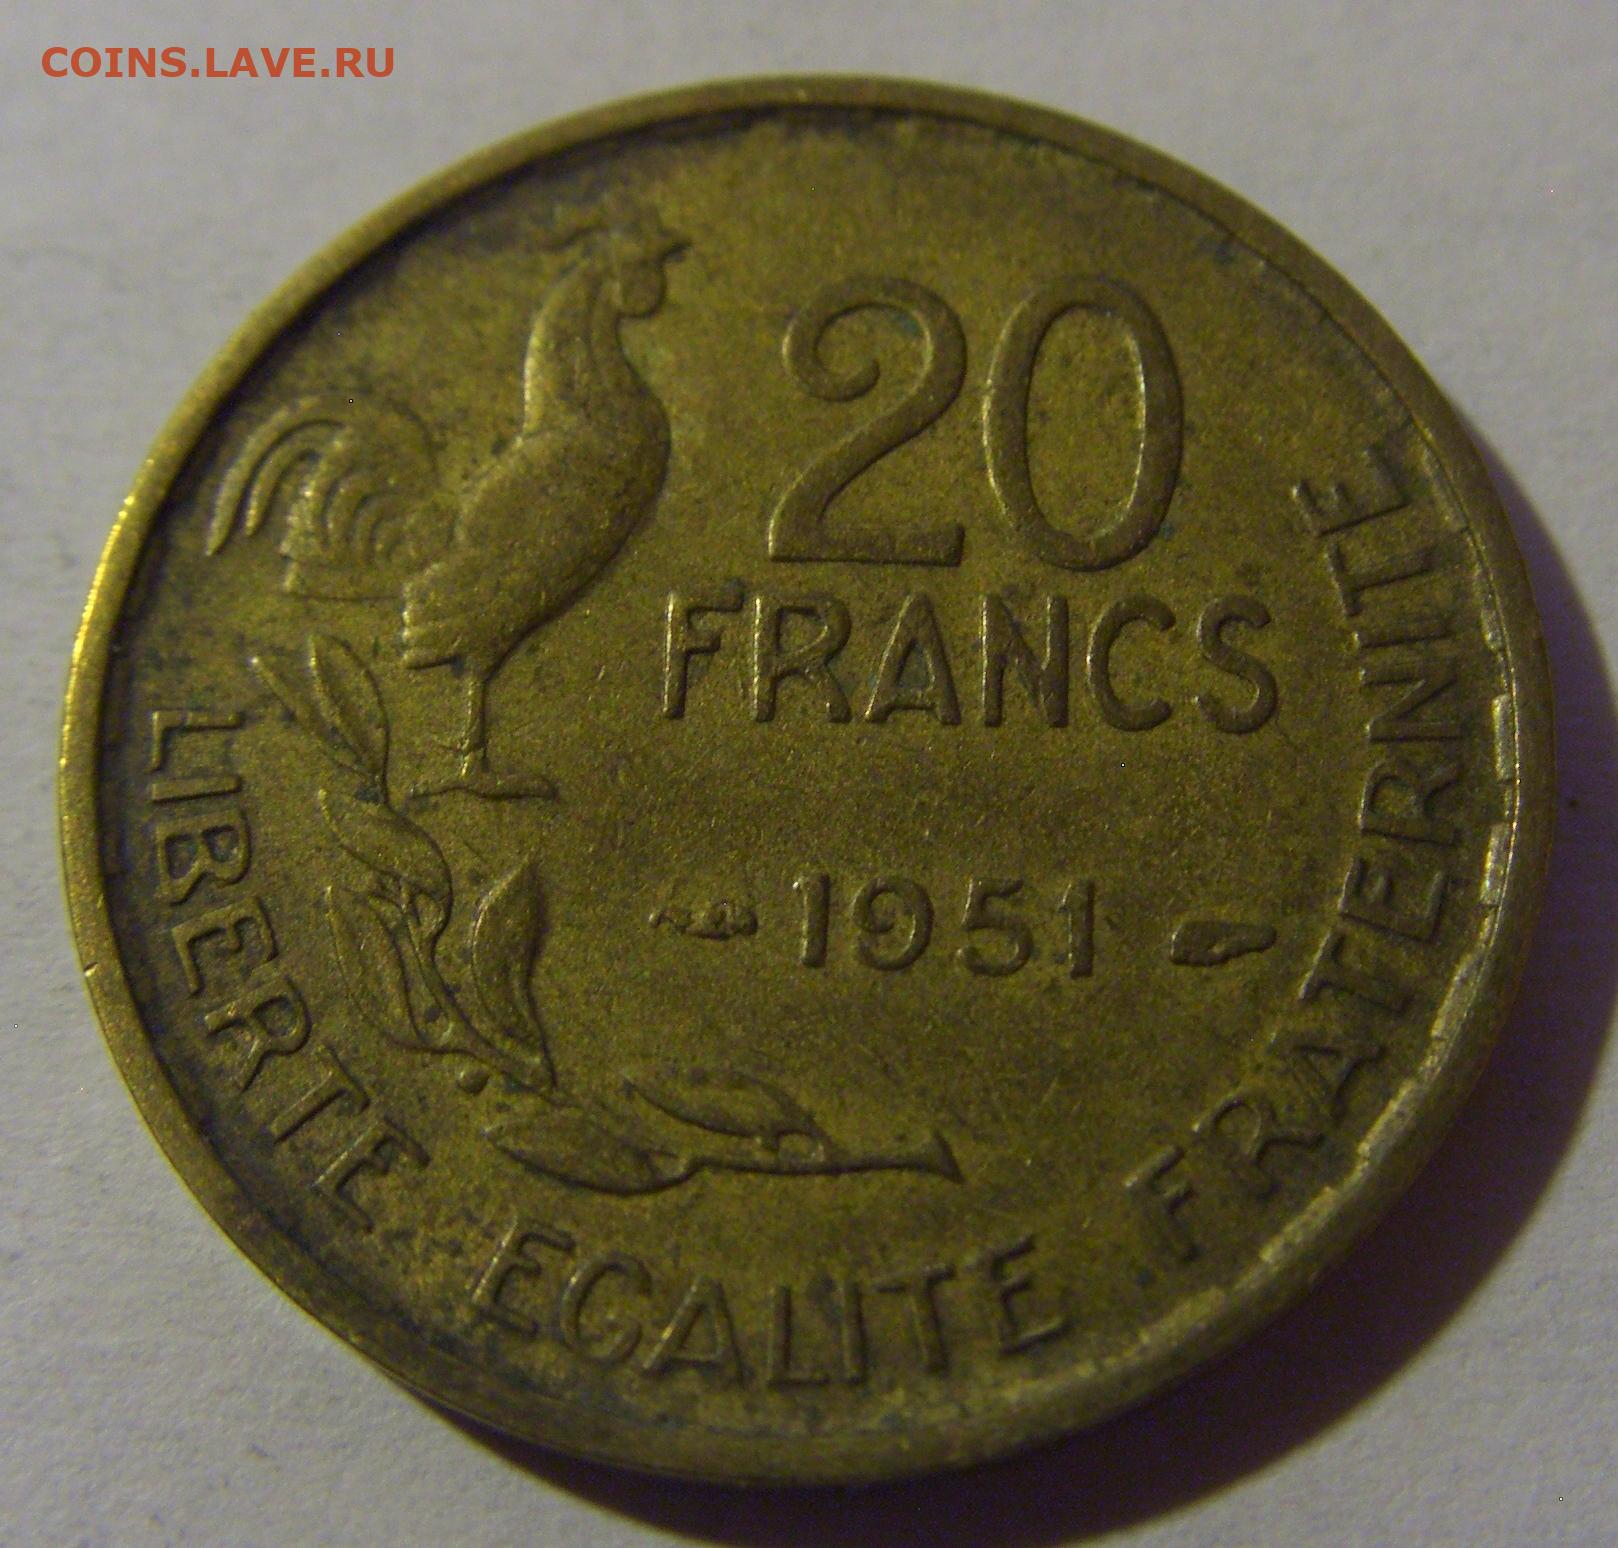 COINS.LAVE.RU
20
FRANCS
1951
LIBERTE EGALITE FRATERNITE